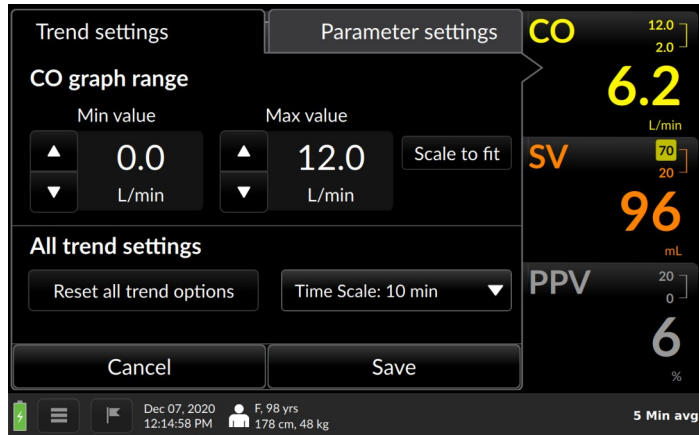 Trend settings
Parameter settings
CO graph range
Min value
Max value
0.0
L/min
12.0
L/min
Scale to fit
All trend settings
Reset all trend options
Time Scale: 10 min
Cancel
Save
CO
12.0
2.0
6.2
L/min
SV
70
20
96
mL
PPV
20
0
6
%
Dec 07, 2020
12:14:58 PM
F, 98 yrs
178 cm, 48 kg
5 Min avg